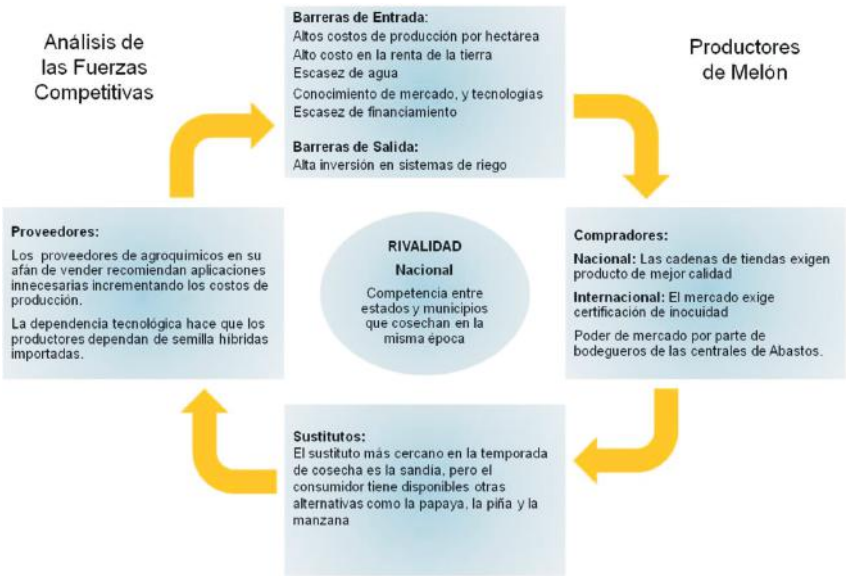 Análisis de
las Fuerzas
Competitivas
Productores
de Melón
Barreras de Entrada:
Altos costos de producción por hectárea
Alto costo en la renta de la tierra
Escasez de agua
Conocimiento de mercado, y tecnologías
Escasez de financiamiento
Barreras de Salida:
Alta inversión en sistemas de riego
Proveedores:
Los proveedores de agroquímicos en su
afán de vender recomiendan aplicaciones
innecesarias incrementando los costos de
producción.
La dependencia tecnológica hace que los
productores dependan de semilla híbridas
importadas.
RIVALIDAD
Nacional
Competencia entre
estados y municipios
que cosechan en la
misma época
Compradores:
Nacional: Las cadenas de tiendas exigen
producto de mejor calidad
Internacional: El mercado exige
certificación de inocuidad
Poder de mercado por parte de
bodegueros de las centrales de Abastos.
Sustitutos:
El sustituto más cercano en la temporada
de cosecha es la sandía, pero el
consumidor tiene disponibles otras
alternativas como la papaya, la piña y la
manzana